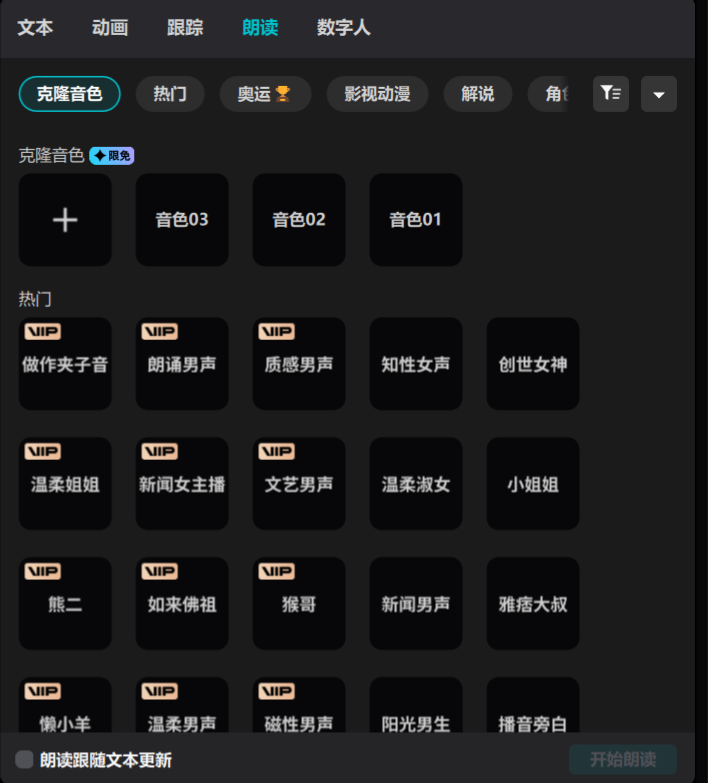 文本 动画 跟踪 朗读 数字人
克隆音色 热门 奥运 影视动漫 解说
克隆音色 限免
音色03 音色02 音色01
热门
VIP VIP VIP
做作夹子音 朗诵男声 质感男声 知性女声 创世女神
VIP VIP VIP
温柔姐姐 新闻女主播 文艺男声 温柔淑女 小姐姐
VIP VIP VIP
熊二 如来佛祖 猴哥 新闻男声 雅痞大叔
VIP VIP VIP
懒小羊 温柔男声 磁性男声 阳光男生 播音旁白
朗读跟随文本更新 开始朗读